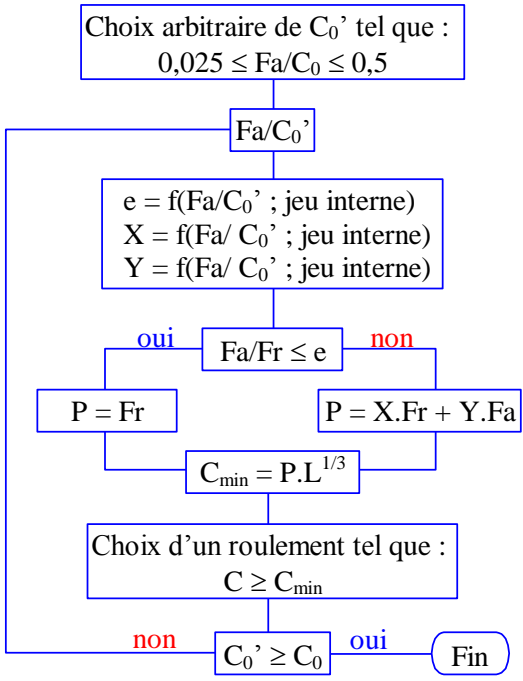 Choix arbitraire de C₀’ tel que :
0,025 ≤ Fa/C₀ ≤ 0,5
Fa/C₀’
e = f(Fa/C₀’ ; jeu interne)
X = f(Fa/ C₀’ ; jeu interne)
Y = f(Fa/ C₀’ ; jeu interne)
oui
Fa/Fr ≤ e
non
P = Fr
P = X.Fr + Y.Fa
Cₘᵢₙ = P.L¹/³
Choix d’un roulement tel que :
C ≥ Cₘᵢₙ
non
C₀’ ≥ C₀
oui
Fin